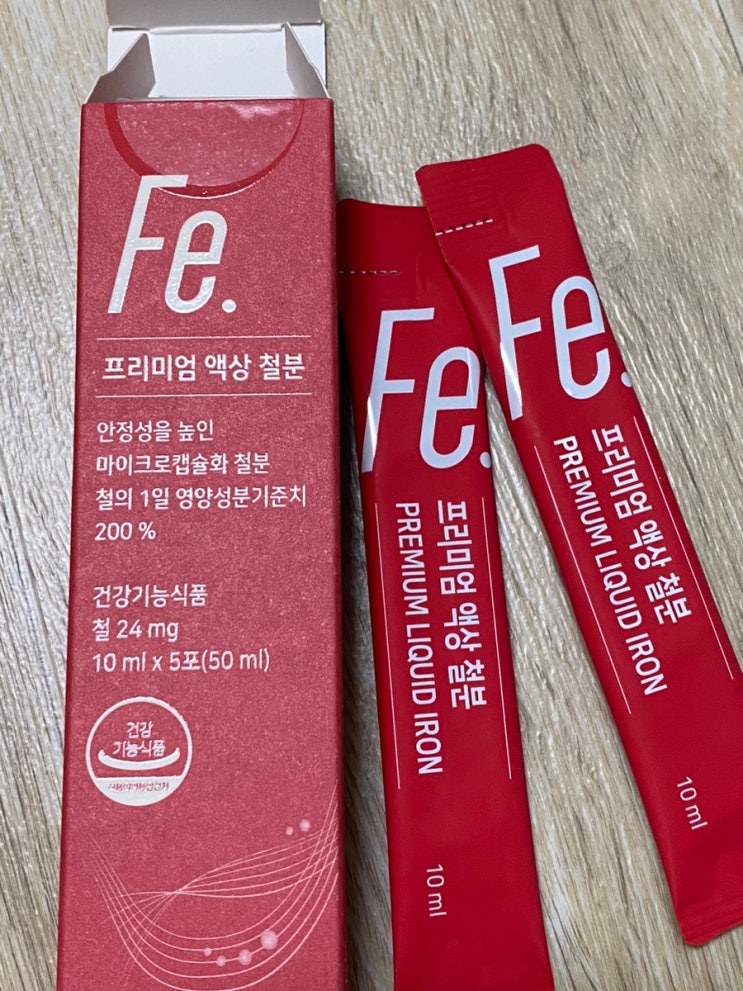 Fe.
프리미엄 액상 철분
안정성을 높인
마이크로캡슐화 철분
철의 1일 영양성분기준치
200 %
건강기능식품
철 24 mg
10 ml x 5포(50 ml)
건강
기능식품
Fe.
프리미엄 액상 철분
PREMIUM LIQUID IRON
10 ml
Fe.
프리미엄 액상 철분
PREMIUM LIQUID IRON
10 ml